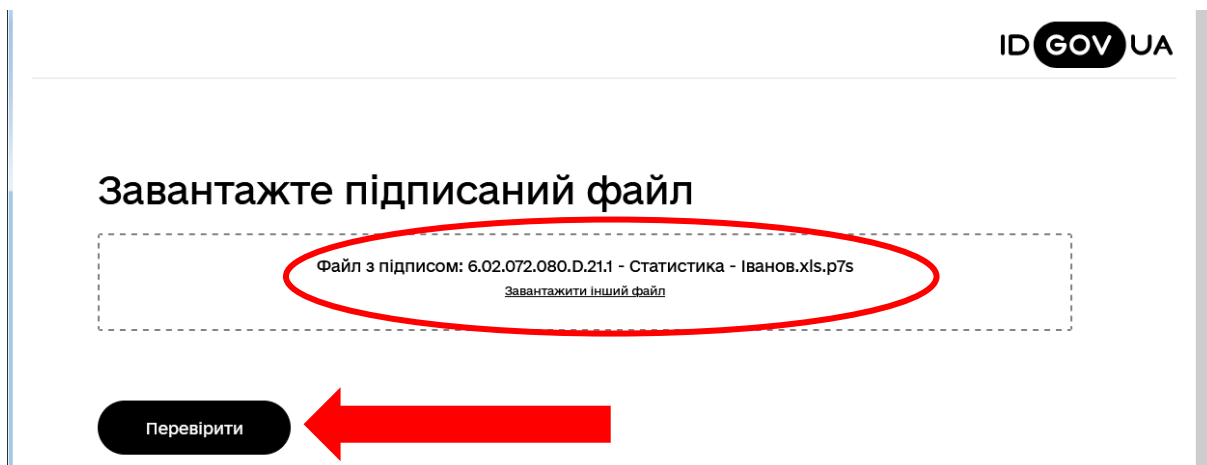 ID GOV UA
Завантажте підписаний файл
Файл з підписом: 6.02.072.080.D.21.1 - Статистика - Іванов.xls.p7s
Завантажити інший файл
Перевірити